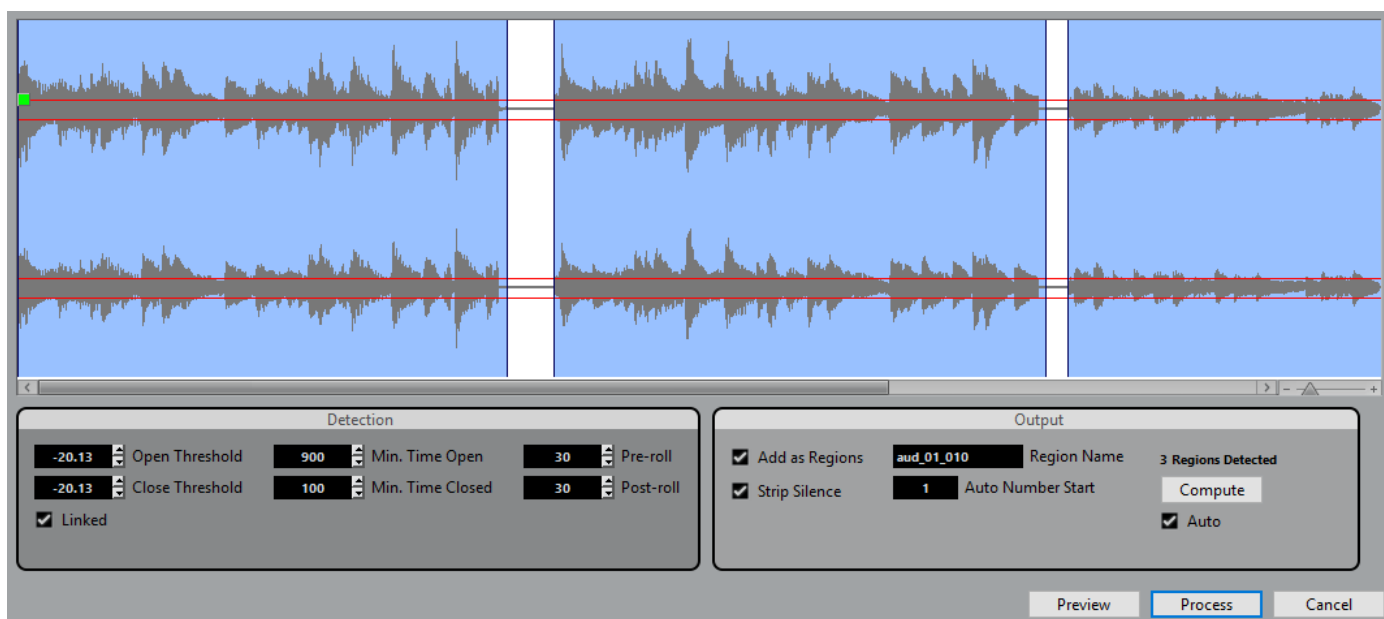 Detection
-20.13 Open Threshold 900 Min. Time Open 30 Pre-roll
-20.13 Close Threshold 100 Min. Time Closed 30 Post-roll
Linked
Output
Add as Regions aud_01_010 Region Name 3 Regions Detected
Strip Silence 1 Auto Number Start Compute
Auto
Preview Process Cancel